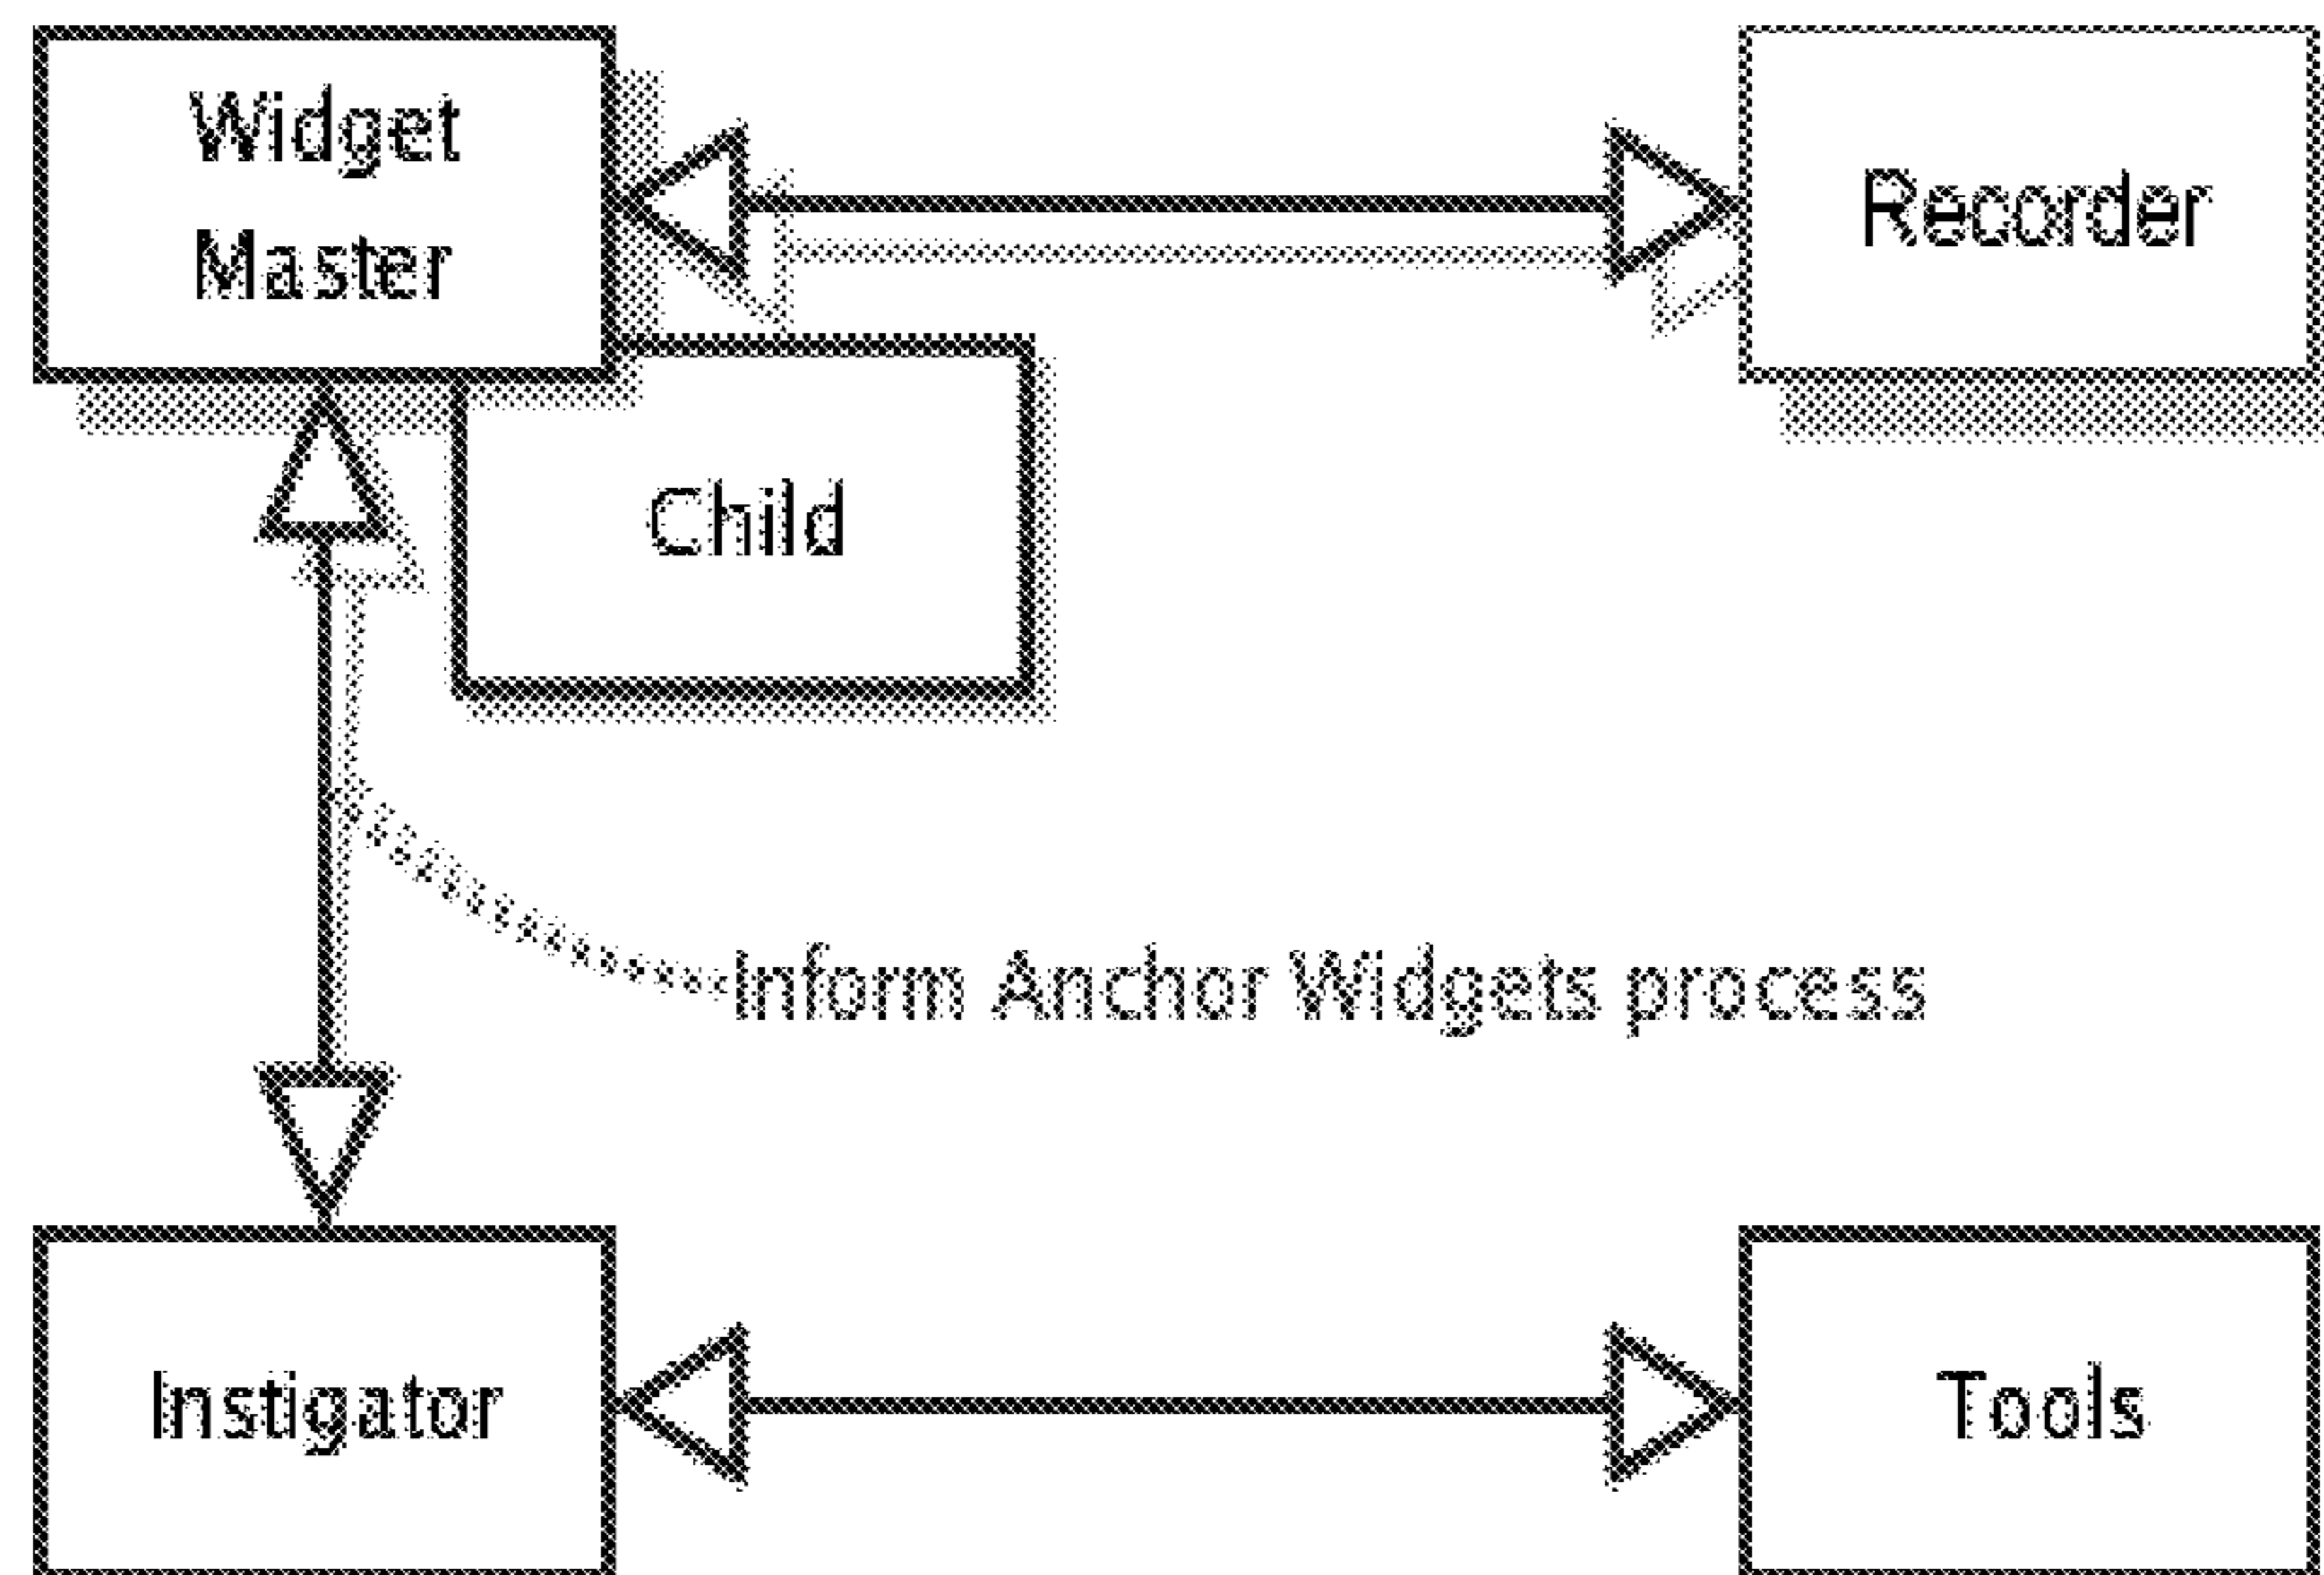 Widget
Master
Recorder
Child
Inform Anchor Widgets process
Instigator
Tools